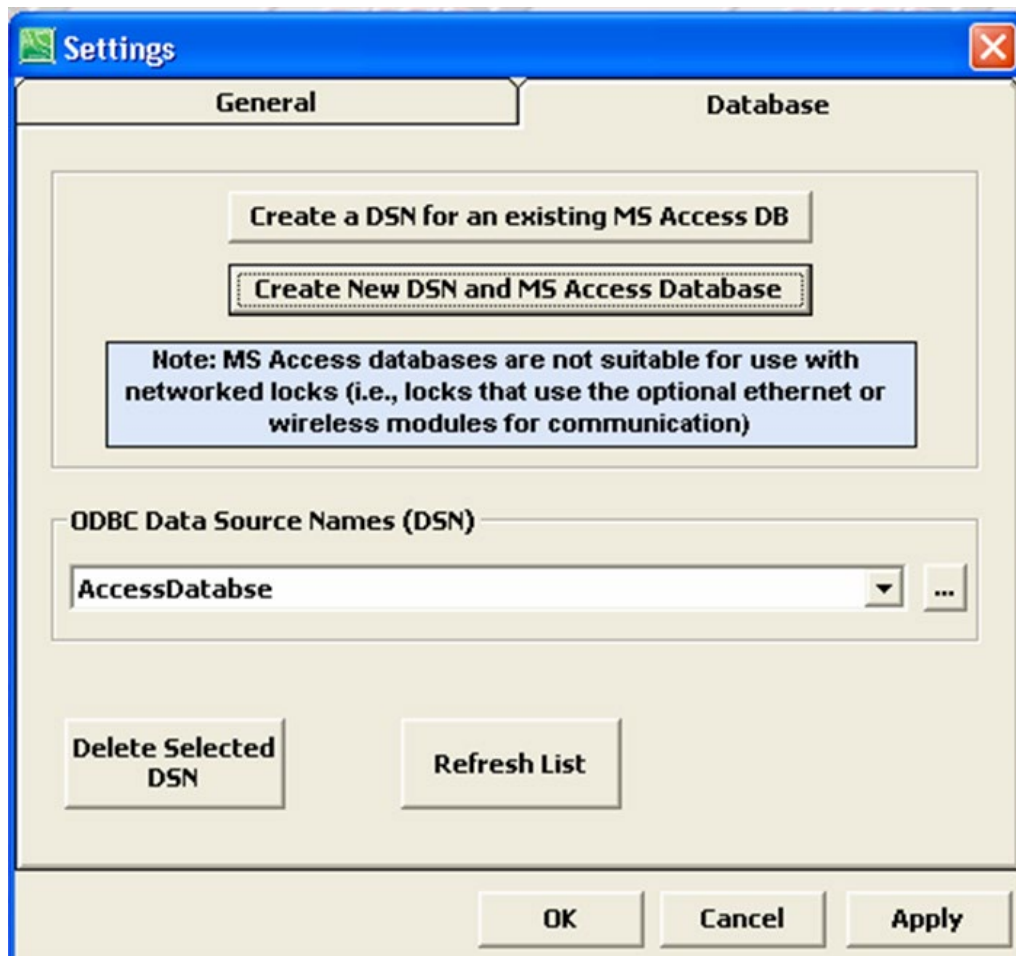 Settings
General
Database
Create a DSN for an existing MS Access DB
Create New DSN and MS Access Database
Note: MS Access databases are not suitable for use with
networked locks (i.e., locks that use the optional ethernet or
wireless modules for communication)
ODBC Data Source Names (DSN)
AccessDatabse
...
Delete Selected
DSN
Refresh List
OK
Cancel
Apply